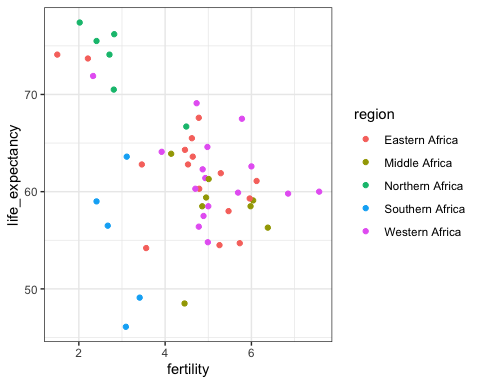 70
60
50
life_expectancy
2
4
6
fertility
region
Eastern Africa
Middle Africa
Northern Africa
Southern Africa
Western Africa